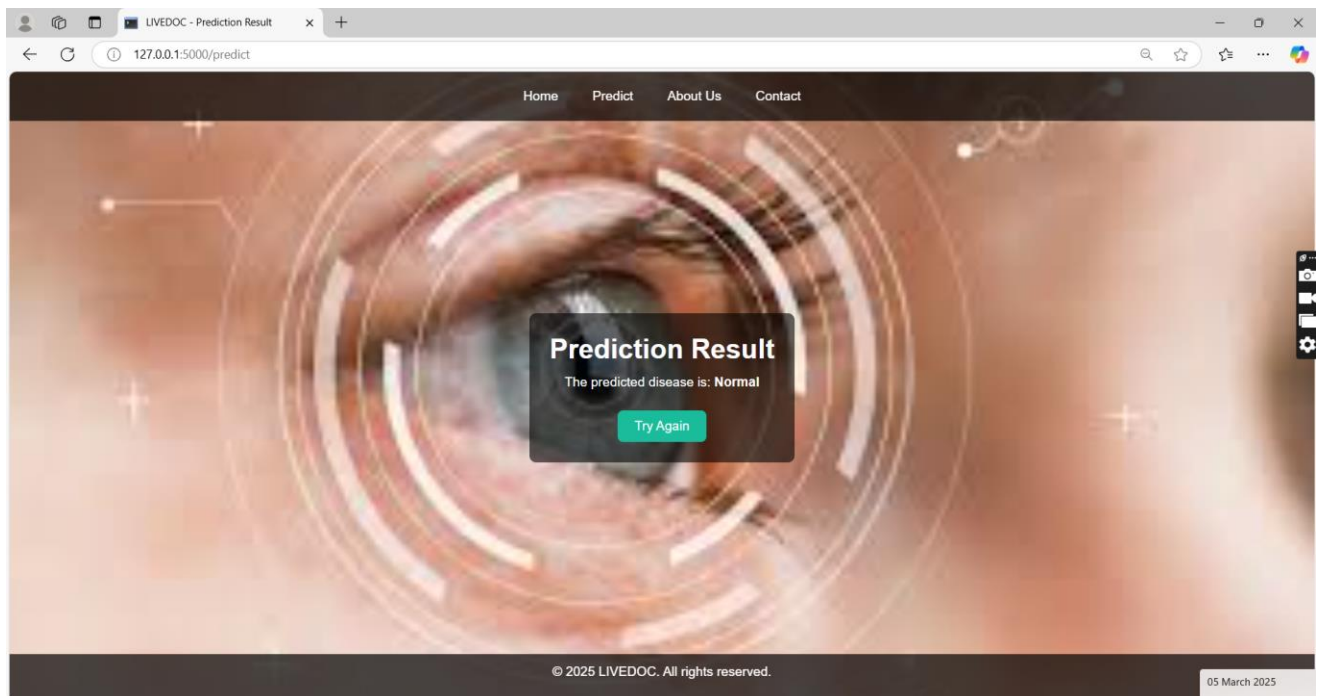 LIVEDOC - Prediction Result
127.0.0.1:5000/predict
Home Predict About Us Contact
Prediction Result
The predicted disease is: Normal
Try Again
© 2025 LIVEDOC. All rights reserved.
05 March 2025